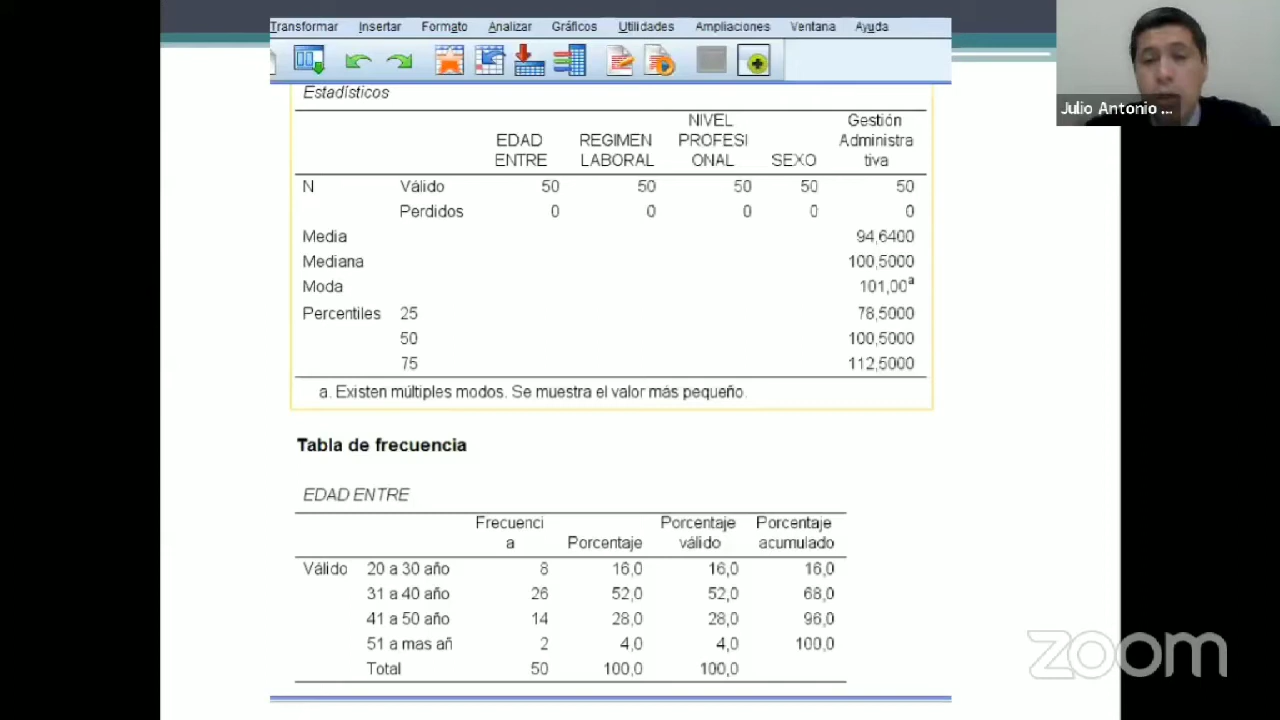 Transformar Insertar Formato Analizar Gráficos Utilidades Ampliaciones Ventana Ayuda
Julio Antonio ...
Estadísticos
EDAD ENTRE REGIMEN LABORAL NIVEL PROFESI ONAL SEXO Gestión Administra tiva
N Válido 50 50 50 50 50
Perdidos 0 0 0 0 0
Media 94,6400
Mediana 100,5000
Moda 101,00a
Percentiles 25 78,5000
50 100,5000
75 112,5000
a. Existen múltiples modos. Se muestra el valor más pequeño.
Tabla de frecuencia
EDAD ENTRE
Frecuenci a Porcentaje Porcentaje válido Porcentaje acumulado
Válido 20 a 30 año 8 16,0 16,0 16,0
31 a 40 año 26 52,0 52,0 68,0
41 a 50 año 14 28,0 28,0 96,0
51 a mas añ 2 4,0 4,0 100,0
Total 50 100,0 100,0
zoom